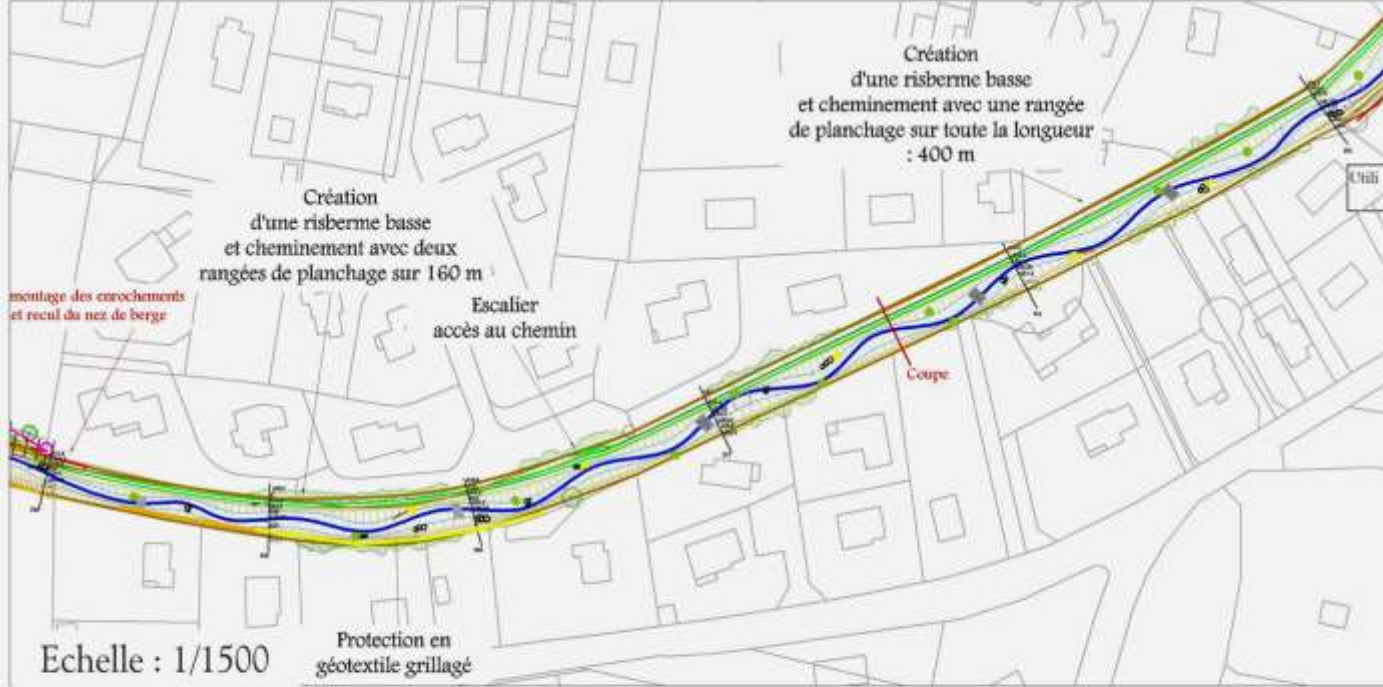 Création
d'une risberme basse
et cheminement avec une rangée
de planchage sur toute la longueur
: 400 m
Utili
Création
d'une risberme basse
et cheminement avec deux
rangées de planchage sur 160 m
montage des enrochements
et recul du nez de berge
Escalier
accès au chemin
Coupe
Protection en
géotextile grillagé
Echelle : 1/1500